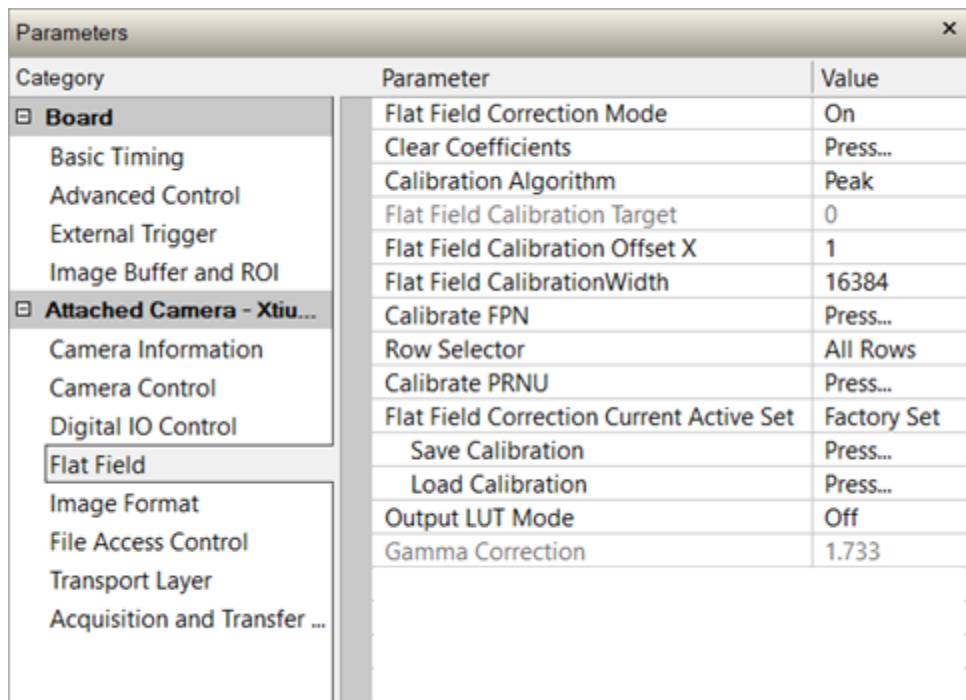 Parameters
Category Parameter Value
Board
Basic Timing
Advanced Control
External Trigger
Image Buffer and ROI
Attached Camera - Xtiu...
Camera Information
Camera Control
Digital IO Control
Flat Field
Image Format
File Access Control
Transport Layer
Acquisition and Transfer ...
Flat Field Correction Mode On
Clear Coefficients Press...
Calibration Algorithm Peak
Flat Field Calibration Target 0
Flat Field Calibration Offset X 1
Flat Field CalibrationWidth 16384
Calibrate FPN Press...
Row Selector All Rows
Calibrate PRNU Press...
Flat Field Correction Current Active Set Factory Set
Save Calibration Press...
Load Calibration Press...
Output LUT Mode Off
Gamma Correction 1.733